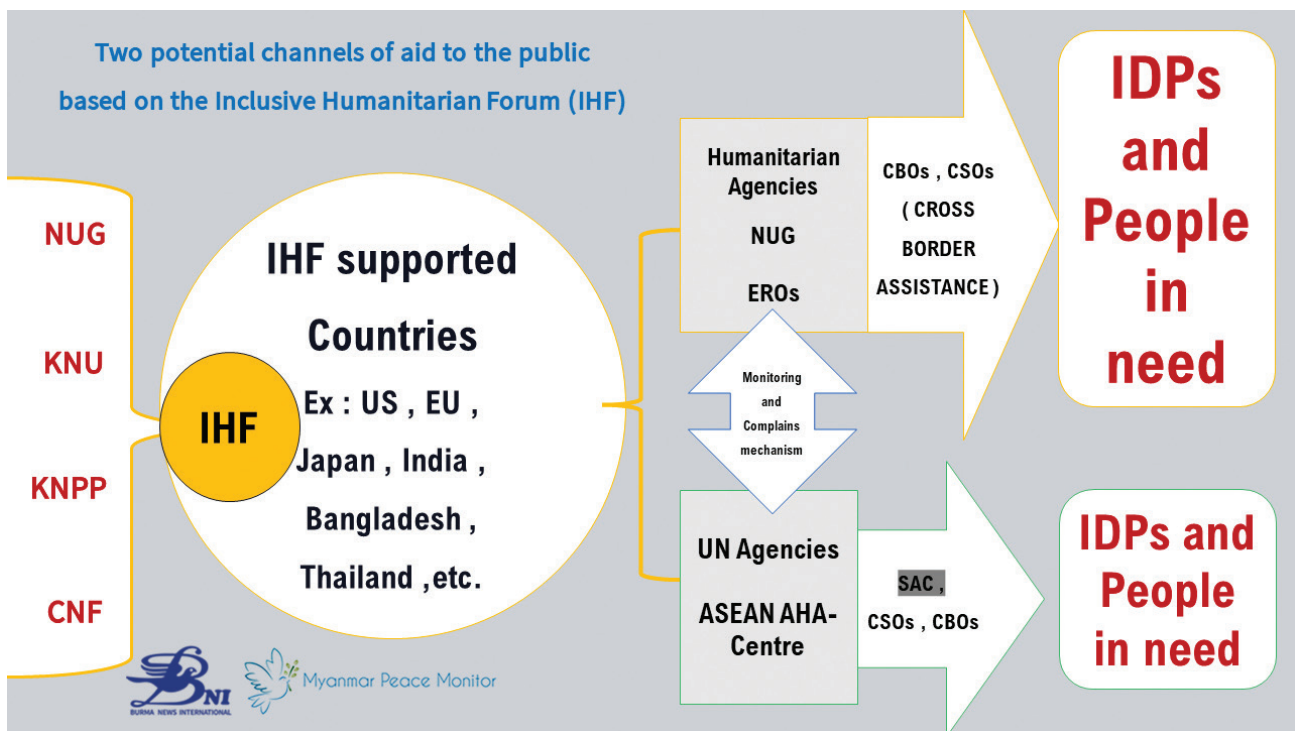 Two potential channels of aid to the public
based on the Inclusive Humanitarian Forum (IHF)
NUG
KNU
KNPP
CNF
IHF
IHF supported
Countries
Ex : US , EU ,
Japan , India ,
Bangladesh ,
Thailand ,etc.
Humanitarian
Agencies
NUG
EROs
CBOs , CSOs
( CROSS
BORDER
ASSISTANCE )
IDPs
and
People
in
need
Monitoring
and
Complains
mechanism
UN Agencies
ASEAN AHA-
Centre
SAC ,
CSOs , CBOs
IDPs and
People
in need
BNI
BURMA NEWS INTERNATIONAL
Myanmar Peace Monitor